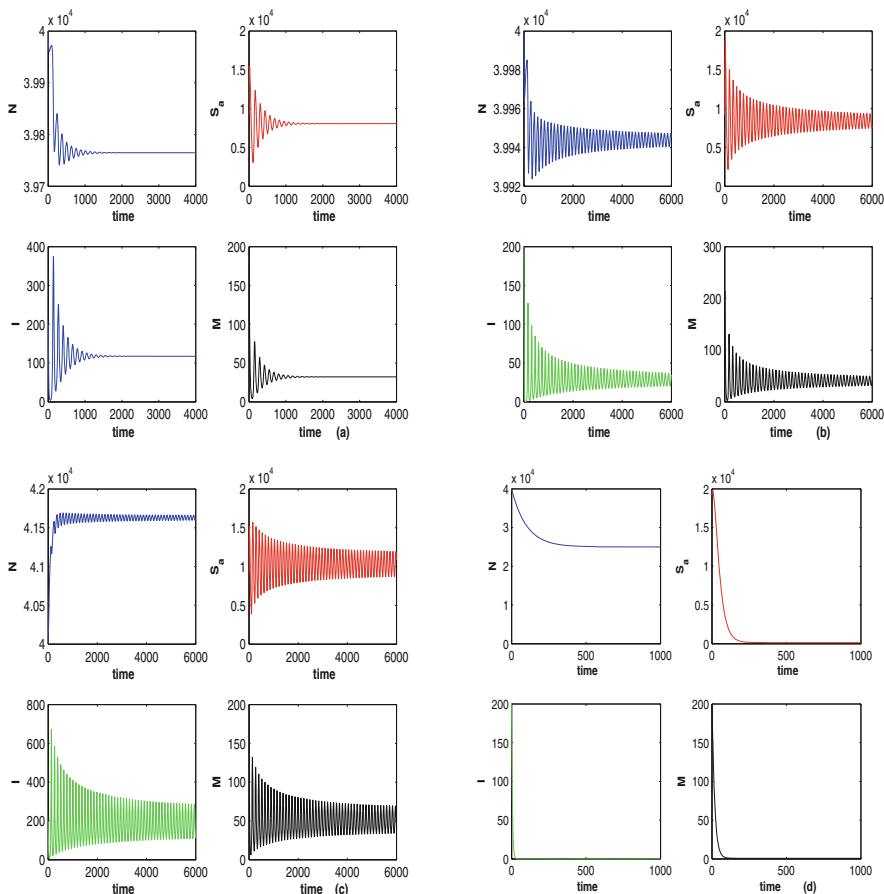 x 10^4
4
3.99
3.98
3.97
0 1000 2000 3000 4000
time
N
x 10^4
2
1.5
1
0.5
0
0 1000 2000 3000 4000
time
S_a
x 10^4
4
3.998
3.996
3.994
3.992
0 2000 4000 6000
time
N
x 10^4
2
1.5
1
0.5
0
0 2000 4000 6000
time
S_a
400
300
200
100
0
0 1000 2000 3000 4000
time
I
200
150
100
50
0
0 1000 2000 3000 4000
time (a)
M
200
150
100
50
0
0 2000 4000 6000
time
I
300
200
100
0
0 2000 4000 6000
time (b)
M
x 10^4
4.2
4.15
4.1
4.05
4
0 2000 4000 6000
time
N
x 10^4
2
1.5
1
0.5
0
0 2000 4000 6000
time
S_a
x 10^4
4
3
2
1
0
0 500 1000
time
N
x 10^4
2
1.5
1
0.5
0
0 500 1000
time
S_a
800
600
400
200
0
0 2000 4000 6000
time
I
200
150
100
50
0
0 2000 4000 6000
time (c)
M
200
150
100
50
0
0 500 1000
time
I
200
150
100
50
0
0 500 1000
time (d)
M